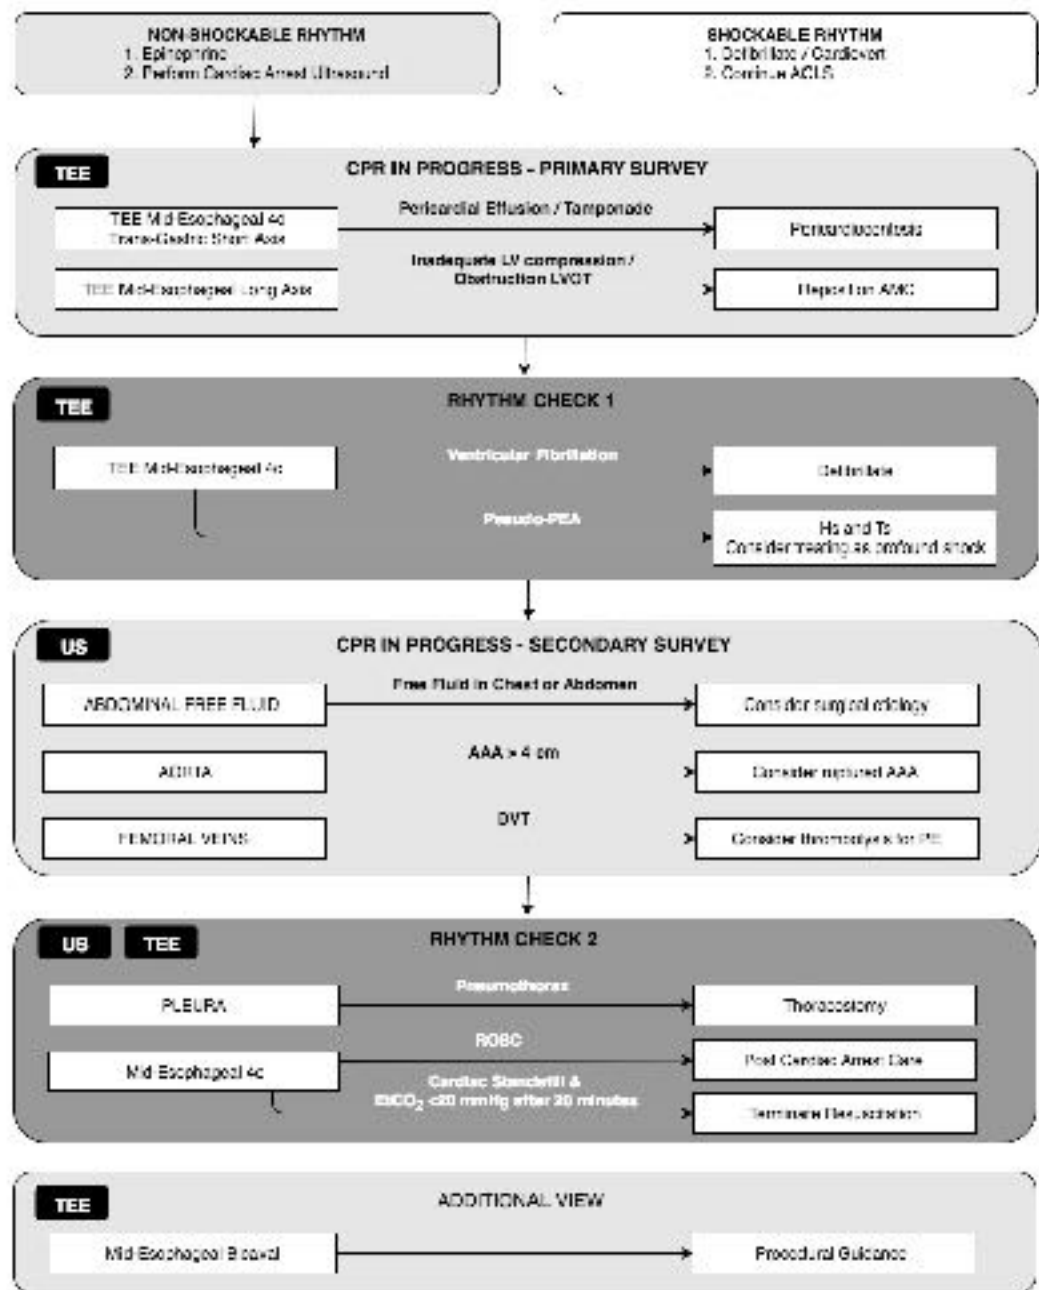 NON-SHOCKABLE RHYTHM
1. Epinephrine
2. Perform Cardiac Arrest Ultrasound
SHOCKABLE RHYTHM
1. Defibrillate / Cardiovert
2. Continue ACLS
TEE
CPR IN PROGRESS - PRIMARY SURVEY
TEE Mid-Esophageal 4c
Trans-Gastric Short Axis
Pericardial Effusion / Tamponade
Pericardiocentesis
TEE Mid-Esophageal Long Axis
Inadequate LV compression /
Obstruction LVOT
Reposition AMC
TEE
RHYTHM CHECK 1
TEE Mid-Esophageal 4c
Ventricular Fibrillation
Defibrillate
Pseudo-PEA
Hs and Ts
Consider treating as profound shock
US
CPR IN PROGRESS - SECONDARY SURVEY
ABDOMINAL FREE FLUID
Free Fluid in Chest or Abdomen
Consider surgical etiology
AORTA
AAA > 4 cm
Consider ruptured AAA
FEMORAL VEINS
DVT
Consider thrombolysis for PE
US
TEE
RHYTHM CHECK 2
PLEURA
Pneumothorax
Thoracostomy
Mid-Esophageal 4c
ROSC
Post Cardiac Arrest Care
Cardiac Standstill &
EtCO₂ <20 mmHg after 20 minutes
Terminate Resuscitation
TEE
ADDITIONAL VIEW
Mid-Esophageal Bicaval
Procedural Guidance